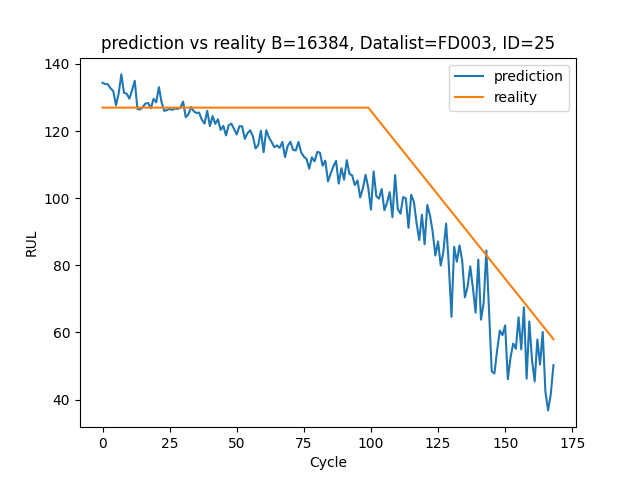 prediction vs reality B=16384, Datalist=FD003, ID=25
prediction
reality
140
120
100
80
60
40
RUL
0 25 50 75 100 125 150 175
Cycle